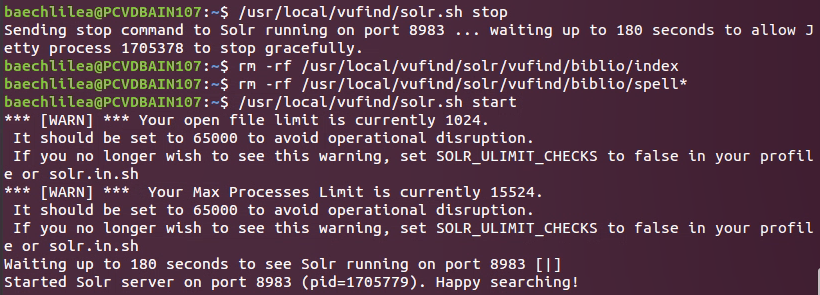 baechlilea@PCVDBAIN107:~$ /usr/local/vufind/solr.sh stop
Sending stop command to Solr running on port 8983 ... waiting up to 180 seconds to allow J
etty process 1705378 to stop gracefully.
baechlilea@PCVDBAIN107:~$ rm -rf /usr/local/vufind/solr/vufind/biblio/index
baechlilea@PCVDBAIN107:~$ rm -rf /usr/local/vufind/solr/vufind/biblio/spell*
baechlilea@PCVDBAIN107:~$ /usr/local/vufind/solr.sh start
*** [WARN] *** Your open file limit is currently 1024.
 It should be set to 65000 to avoid operational disruption.
 If you no longer wish to see this warning, set SOLR_ULIMIT_CHECKS to false in your profil
e or solr.in.sh
*** [WARN] ***  Your Max Processes Limit is currently 15524.
 It should be set to 65000 to avoid operational disruption.
 If you no longer wish to see this warning, set SOLR_ULIMIT_CHECKS to false in your profil
e or solr.in.sh
Waiting up to 180 seconds to see Solr running on port 8983 [|]
Started Solr server on port 8983 (pid=1705779). Happy searching!